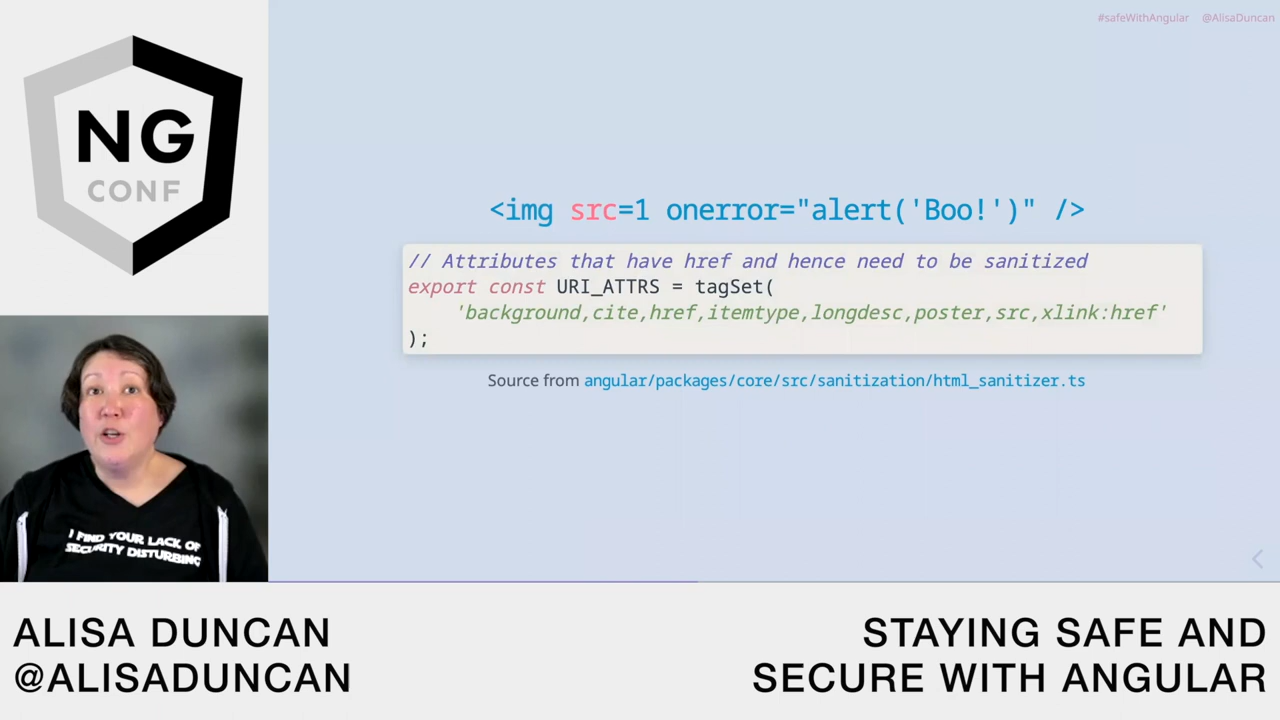 #safeWithAngular @AlisaDuncan
NG
CONF
<img src=1 onerror="alert('Boo!')" />
// Attributes that have href and hence need to be sanitized
export const URI_ATTRS = tagSet(
'background,cite,href,itemtype,longdesc,poster,src,xlink:href'
);
Source from angular/packages/core/src/sanitization/html_sanitizer.ts
I FIND YOUR LACK OF
SECURITY DISTURBING
ALISA DUNCAN
@ALISADUNCAN
STAYING SAFE AND
SECURE WITH ANGULAR